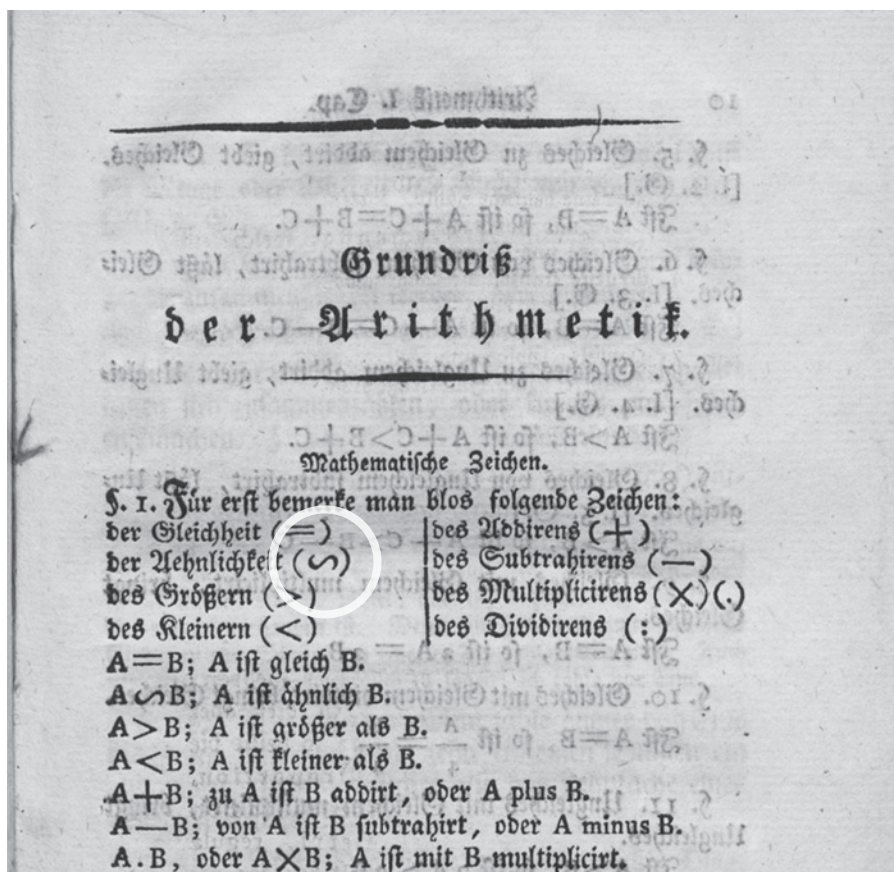 Grundriß
der Arithmetik.
Mathematische Zeichen.
§. 1. Für erst bemerke man blos folgende Zeichen:
der Gleichheit (=) des Addirens (+)
der Aehnlichkeit (∽) des Subtrahirens (—)
des Größern (>) des Multiplicirens (×) (.)
des Kleinern (<) des Dividirens (:)
A=B; A ist gleich B.
A∽B; A ist ähnlich B.
A>B; A ist größer als B.
A<B; A ist kleiner als B.
A+B; zu A ist B addirt, oder A plus B.
A—B; von A ist B subtrahirt, oder A minus B.
A.B, oder A×B; A ist mit B multiplicirt.